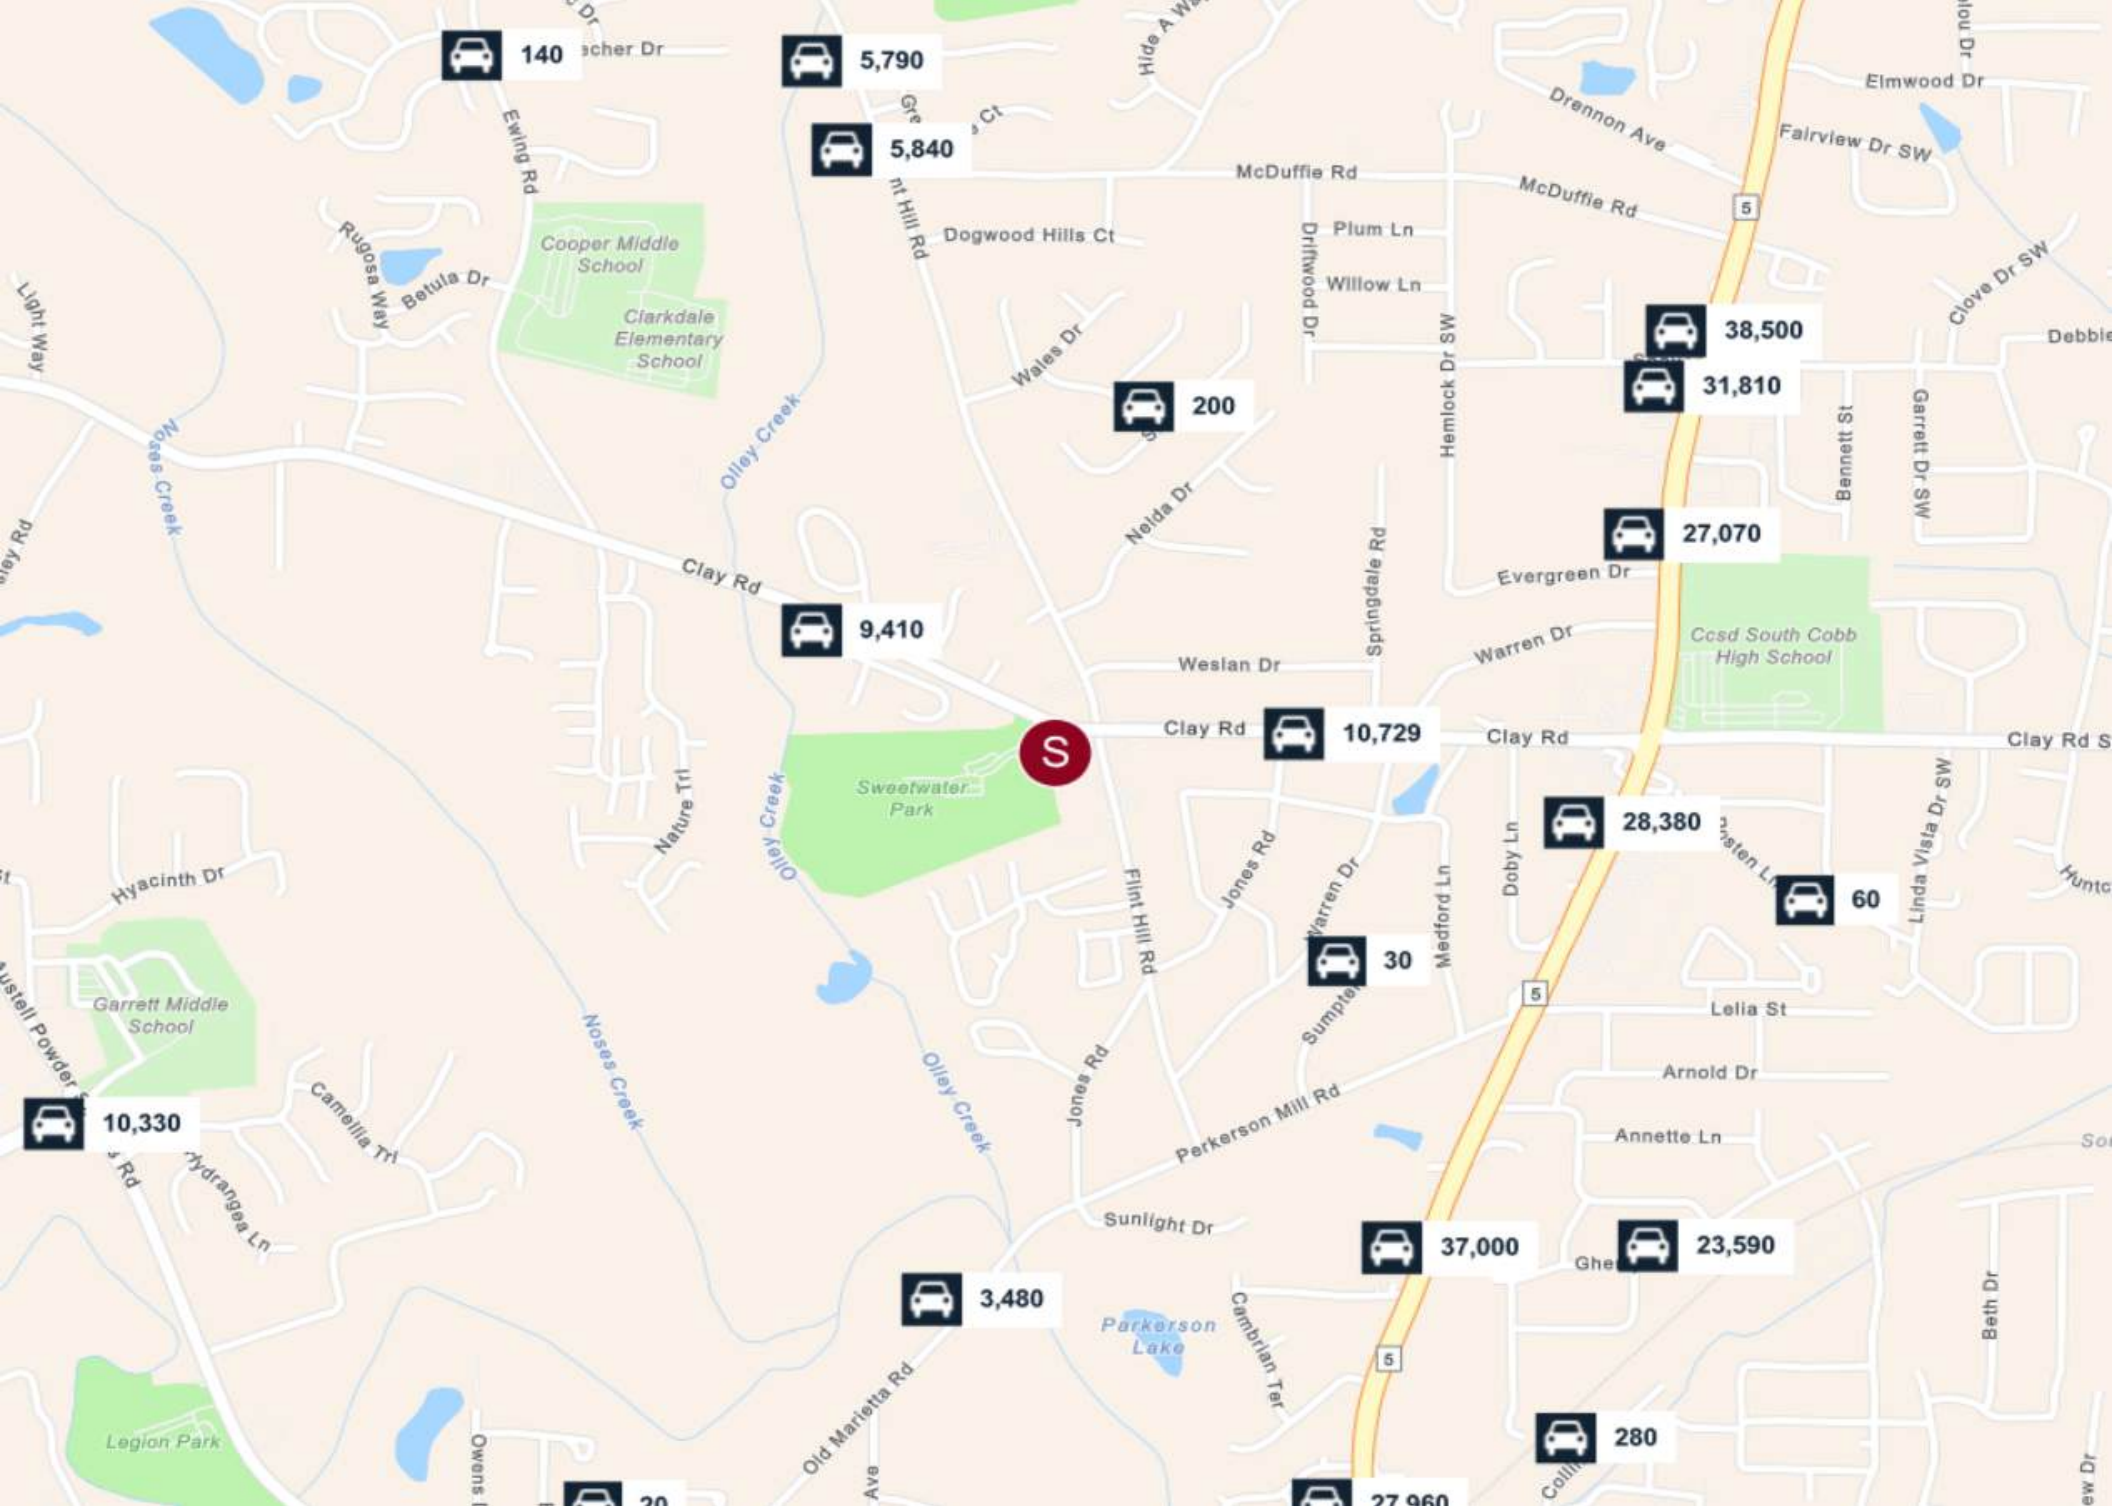 140
5,790
Elmwood Dr
Drennon Ave
Fairview Dr SW
Ewing Rd
Ct
5,840
McDuffie Rd
McDuffie Rd
5
Plum Ln
Dogwood Hills Ct
Cooper Middle
School
Rugosa Way
Betula Dr
Driftwood Dr
Willow Ln
Clove Dr SW
Light Way
Clarkdale
Elementary
School
38,500
Wales Dr
Hemlock Dr SW
31,810
200
Bennett St
Garrett Dr SW
Noses Creek
Olley Creek
Nelda Dr
27,070
Clay Rd
Springdale Rd
Evergreen Dr
9,410
Warren Dr
Ccsd South Cobb
High School
Weslan Dr
Clay Rd
10,729
Clay Rd
Clay Rd S
S
Sweetwater
Park
Nature Trl
Olley Creek
28,380
Hyacinth Dr
Jones Rd
Warren Dr
Medford Ln
Doby Ln
60
Linda Vista Dr SW
Flint Hill Rd
30
5
Garrett Middle
School
Lelia St
Noses Creek
Olley Creek
Jones Rd
Arnold Dr
10,330
Camellia Trl
Perkerson Mill Rd
Annette Ln
Hydrangea Ln
Sunlight Dr
37,000
23,590
3,480
Parkerson
Lake
Cambrian Ter
Beth Dr
5
Old Marietta Rd
Legion Park
Owens
Ave
280
20
27,960